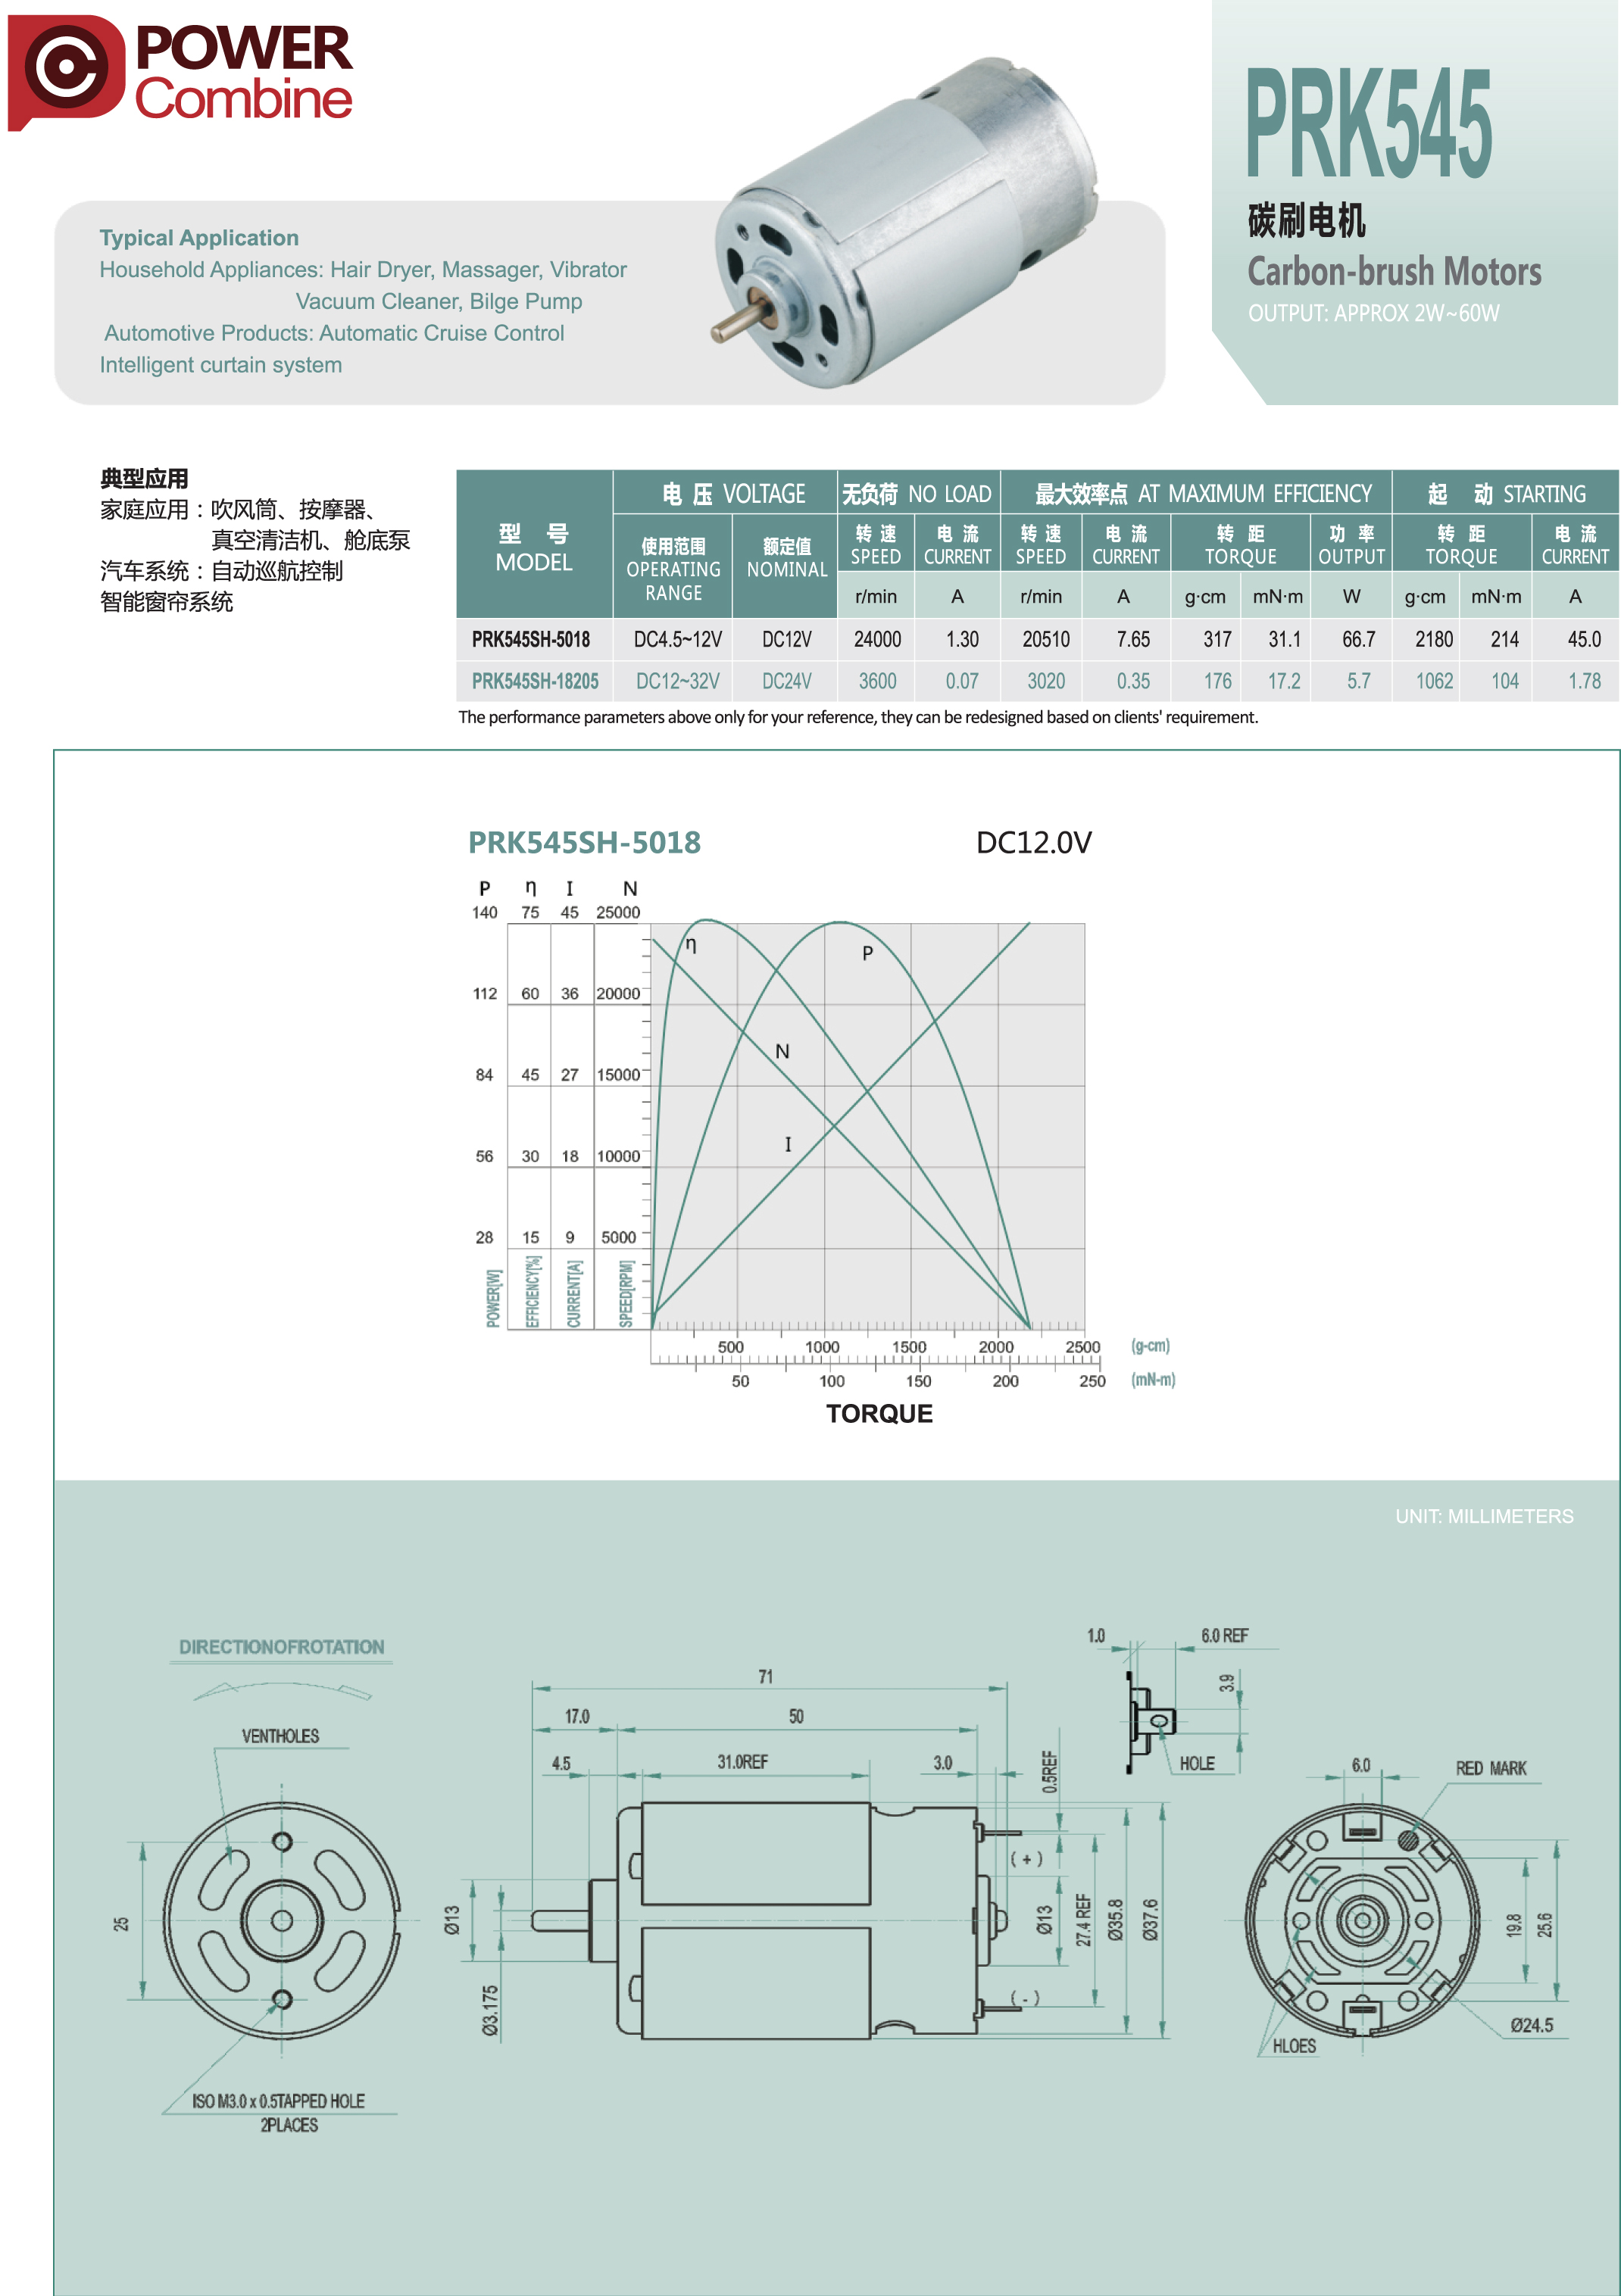 POWER
Combine
PRK545
碳刷电机
Carbon-brush Motors
OUTPUT: APPROX 2W~60W
Typical Application
Household Appliances: Hair Dryer, Massager, Vibrator
Vacuum Cleaner, Bilge Pump
Automotive Products: Automatic Cruise Control
Intelligent curtain system
典型应用
家庭应用：吹风筒、按摩器、
真空清洁机、舱底泵
汽车系统：自动巡航控制
智能窗帘系统
型 号 MODEL 电 压 VOLTAGE 无负荷 NO LOAD 最大效率点 AT MAXIMUM EFFICIENCY 起 动 STARTING
使用范围 OPERATING RANGE 额定值 NOMINAL 转 速 SPEED 电 流 CURRENT 转 速 SPEED 电 流 CURRENT 转 距 TORQUE 功 率 OUTPUT 转 距 TORQUE 电 流 CURRENT
r/min A r/min A g·cm mN·m W g·cm mN·m A
PRK545SH-5018 DC4.5~12V DC12V 24000 1.30 20510 7.65 317 31.1 66.7 2180 214 45.0
PRK545SH-18205 DC12~32V DC24V 3600 0.07 3020 0.35 176 17.2 5.7 1062 104 1.78
The performance parameters above only for your reference, they can be redesigned based on clients' requirement.
PRK545SH-5018 DC12.0V
P η I N
140 75 45 25000
η P
112 60 36 20000
N
84 45 27 15000
I
56 30 18 10000
28 15 9 5000
POWER[W] EFFICIENCY[%] CURRENT[A] SPEED[RPM]
500 1000 1500 2000 2500 (g-cm)
50 100 150 200 250 (mN-m)
TORQUE
UNIT: MILLIMETERS
DIRECTIONOFROTATION
VENTHOLES
25
ISO M3.0 x 0.5TAPPED HOLE
2PLACES
71
17.0 50
4.5 31.0REF 3.0 0.5REF
Ø13
Ø3.175
(+)
(-)
Ø13
27.4 REF
Ø35.8
Ø37.6
1.0 6.0 REF
3.9
HOLE
6.0 RED MARK
19.8
25.6
Ø24.5
HLOES